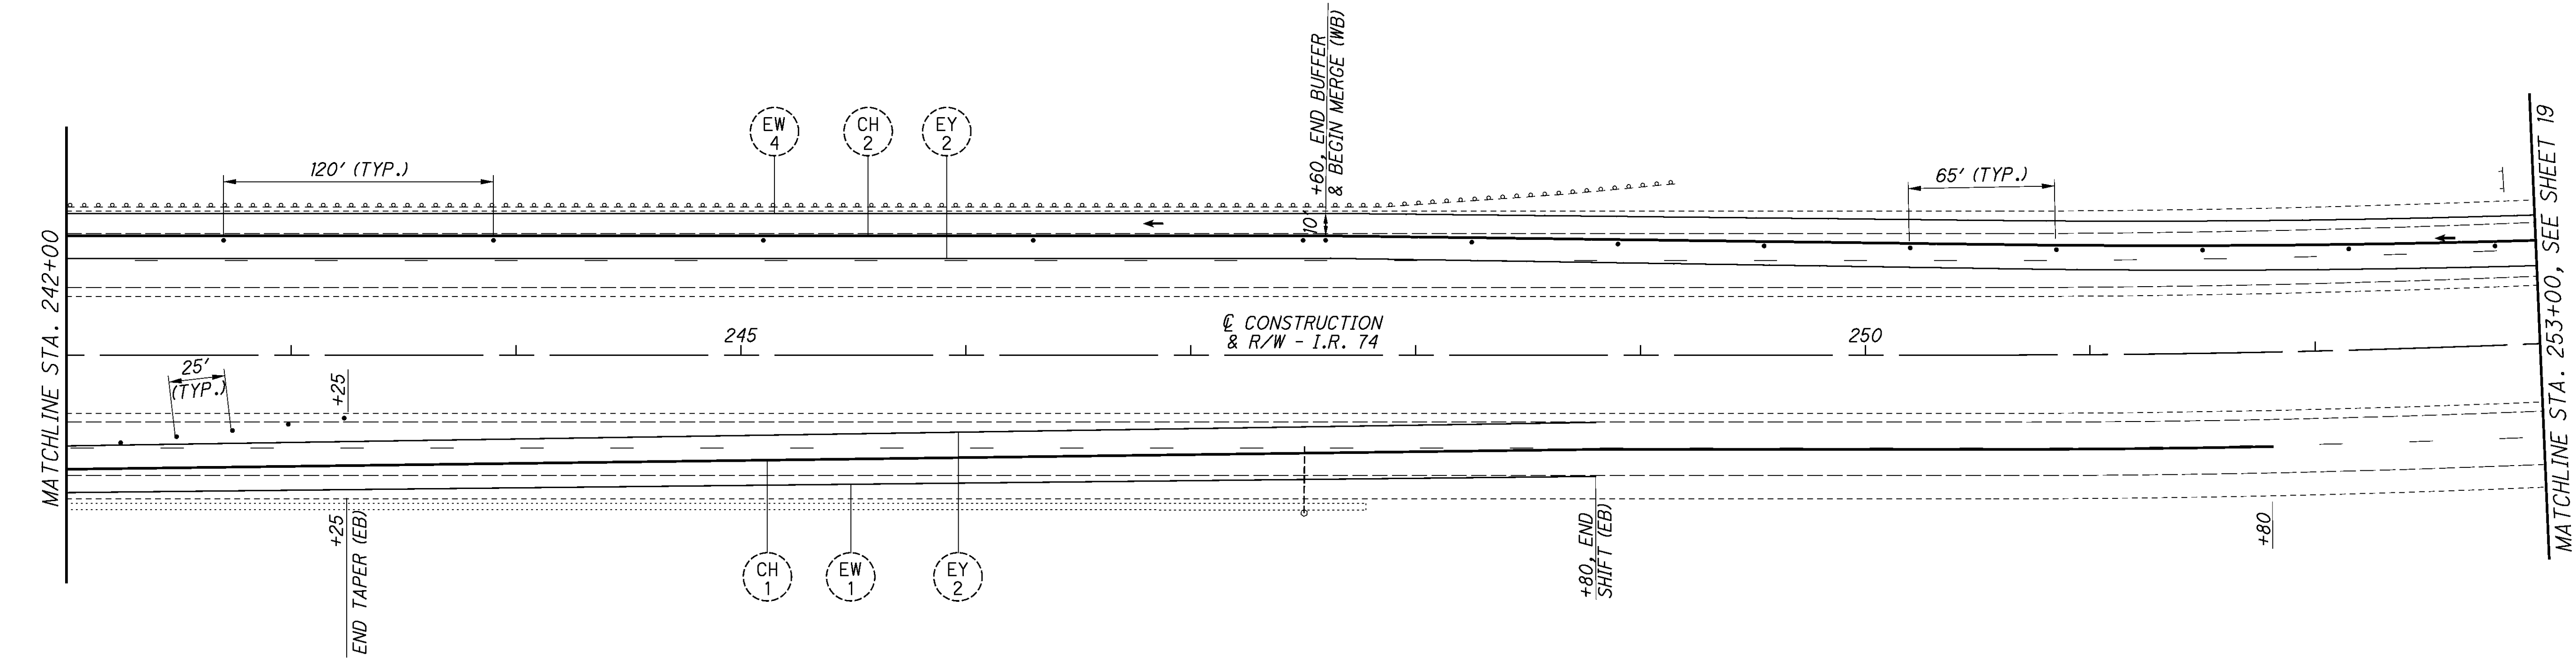 +60, END BUFFER
& BEGIN MERGE (WB)
EW
4
CH
2
EY
2
120' (TYP.)
65' (TYP.)
10'
MATCHLINE STA. 242+00
MATCHLINE STA. 253+00, SEE SHEET 19
245
℄ CONSTRUCTION
& R/W - I.R. 74
250
25'
(TYP.)
+25
+25
END TAPER (EB)
CH
1
EW
1
EY
2
+80, END
SHIFT (EB)
+80